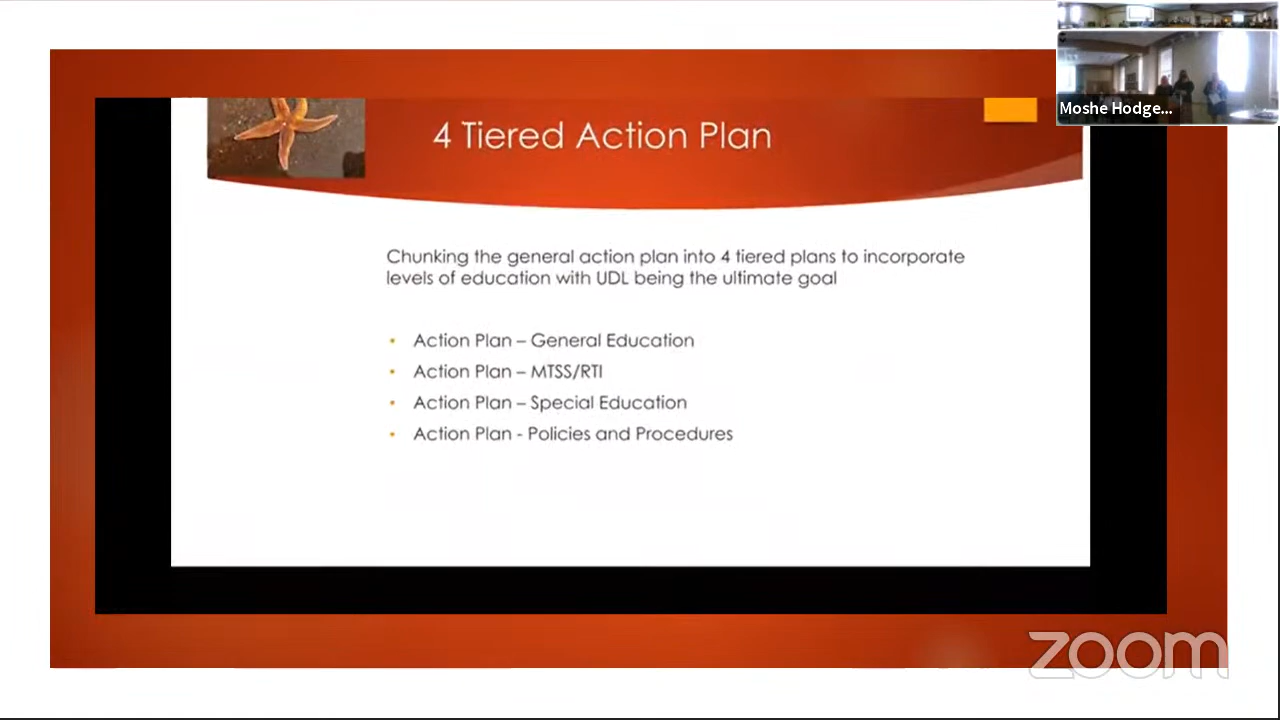 4 Tiered Action Plan
Moshe Hodge...
Chunking the general action plan into 4 tiered plans to incorporate
levels of education with UDL being the ultimate goal
• Action Plan – General Education
• Action Plan – MTSS/RTI
• Action Plan – Special Education
• Action Plan - Policies and Procedures
zoom